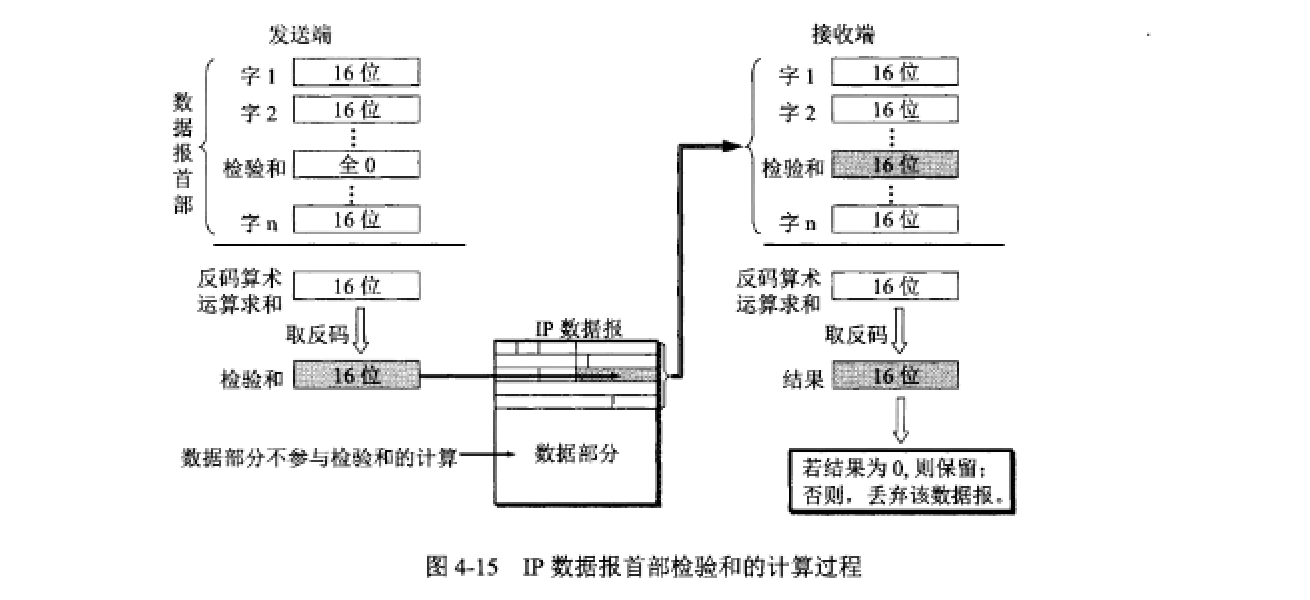 发送端
数据报首部
字 1 16 位
字 2 16 位
检验和 全 0
字 n 16 位
反码算术
运算求和 16 位
取反码
检验和 16 位
数据部分不参与检验和的计算
IP 数据报
数据部分
接收端
字 1 16 位
字 2 16 位
检验和 16 位
字 n 16 位
反码算术
运算求和 16 位
取反码
结果 16 位
若结果为 0, 则保留；
否则，丢弃该数据报。
图 4-15 IP 数据报首部检验和的计算过程